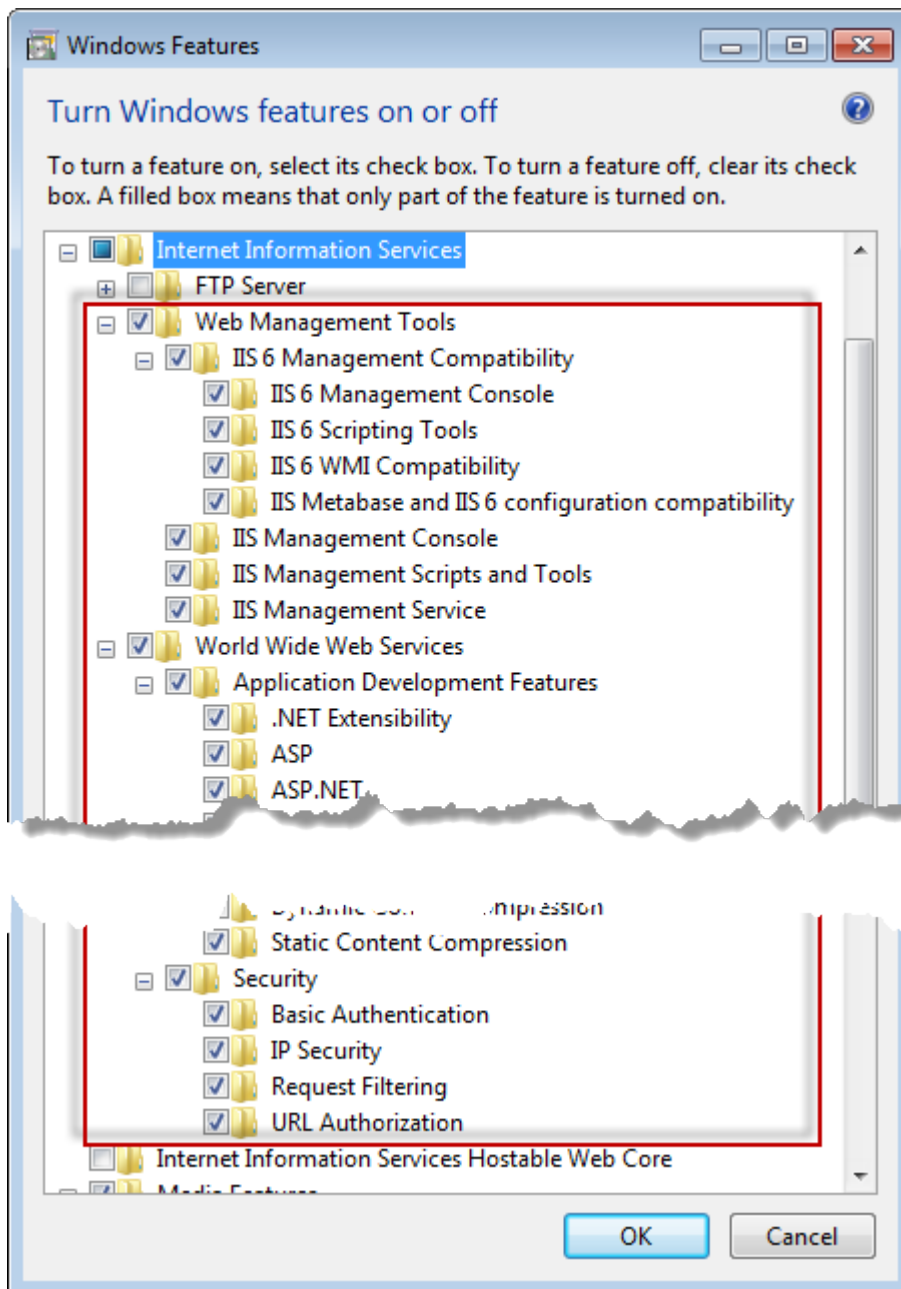 Windows Features
Turn Windows features on or off
To turn a feature on, select its check box. To turn a feature off, clear its check
box. A filled box means that only part of the feature is turned on.
Internet Information Services
FTP Server
Web Management Tools
IIS 6 Management Compatibility
IIS 6 Management Console
IIS 6 Scripting Tools
IIS 6 WMI Compatibility
IIS Metabase and IIS 6 configuration compatibility
IIS Management Console
IIS Management Scripts and Tools
IIS Management Service
World Wide Web Services
Application Development Features
.NET Extensibility
ASP
ASP.NET
Static Content Compression
Security
Basic Authentication
IP Security
Request Filtering
URL Authorization
Internet Information Services Hostable Web Core
Media Features
OK
Cancel